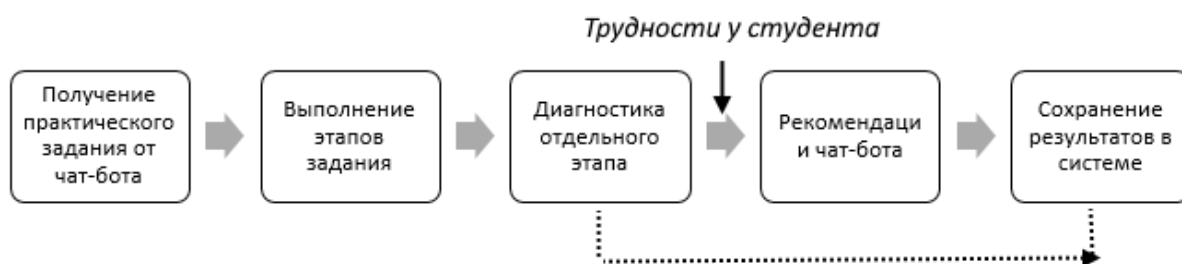 Трудности у студента
Получение
практического
задания от
чат-бота
Выполнение
этапов
задания
Диагностика
отдельного
этапа
Рекомендаци
и чат-бота
Сохранение
результатов в
системе